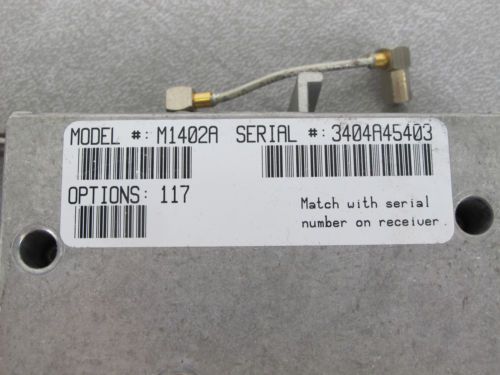 MODEL #: M1402A SERIAL #: 3404A45403
OPTIONS: 117
Match with serial
number on receiver